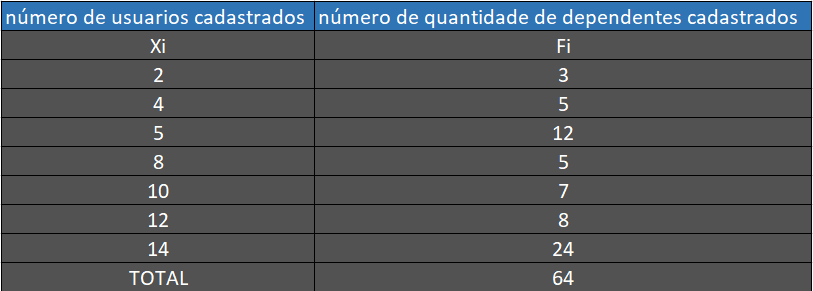 número de usuarios cadastrados número de quantidade de dependentes cadastrados
Xi Fi
2 3
4 5
5 12
8 5
10 7
12 8
14 24
TOTAL 64